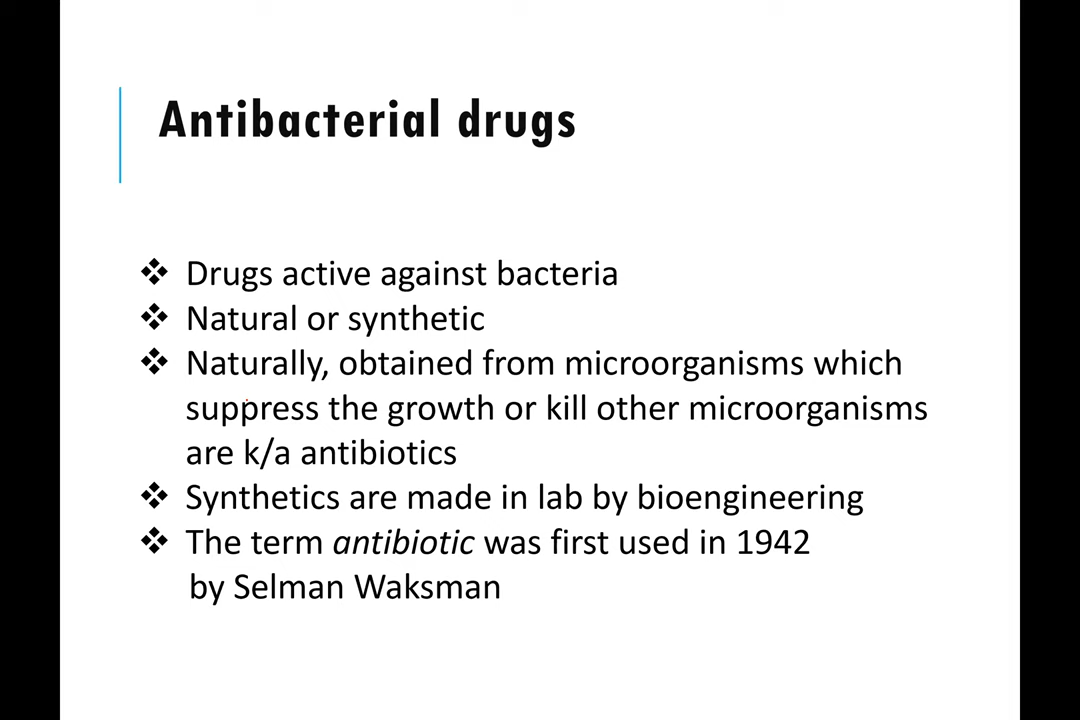 Antibacterial drugs
❖ Drugs active against bacteria
❖ Natural or synthetic
❖ Naturally, obtained from microorganisms which
suppress the growth or kill other microorganisms
are k/a antibiotics
❖ Synthetics are made in lab by bioengineering
❖ The term antibiotic was first used in 1942
by Selman Waksman